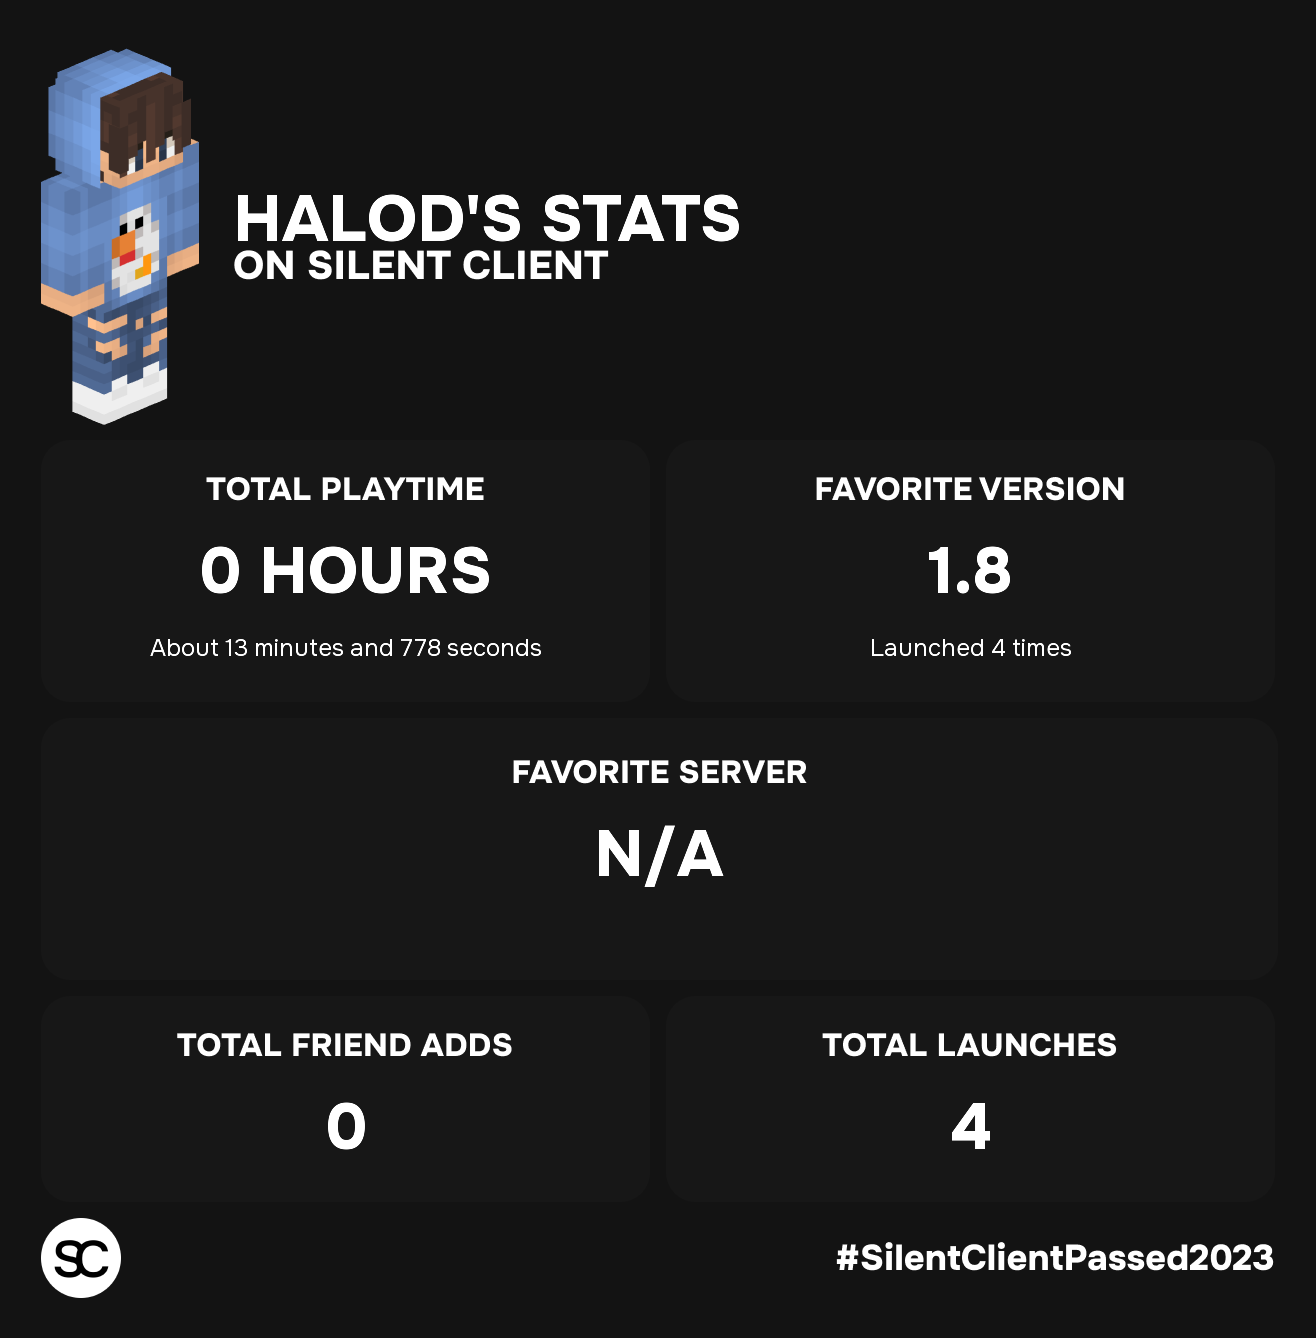 HALOD'S STATS
ON SILENT CLIENT
TOTAL PLAYTIME
0 HOURS
About 13 minutes and 778 seconds
FAVORITE VERSION
1.8
Launched 4 times
FAVORITE SERVER
N/A
TOTAL FRIEND ADDS
0
TOTAL LAUNCHES
4
SC
#SilentClientPassed2023